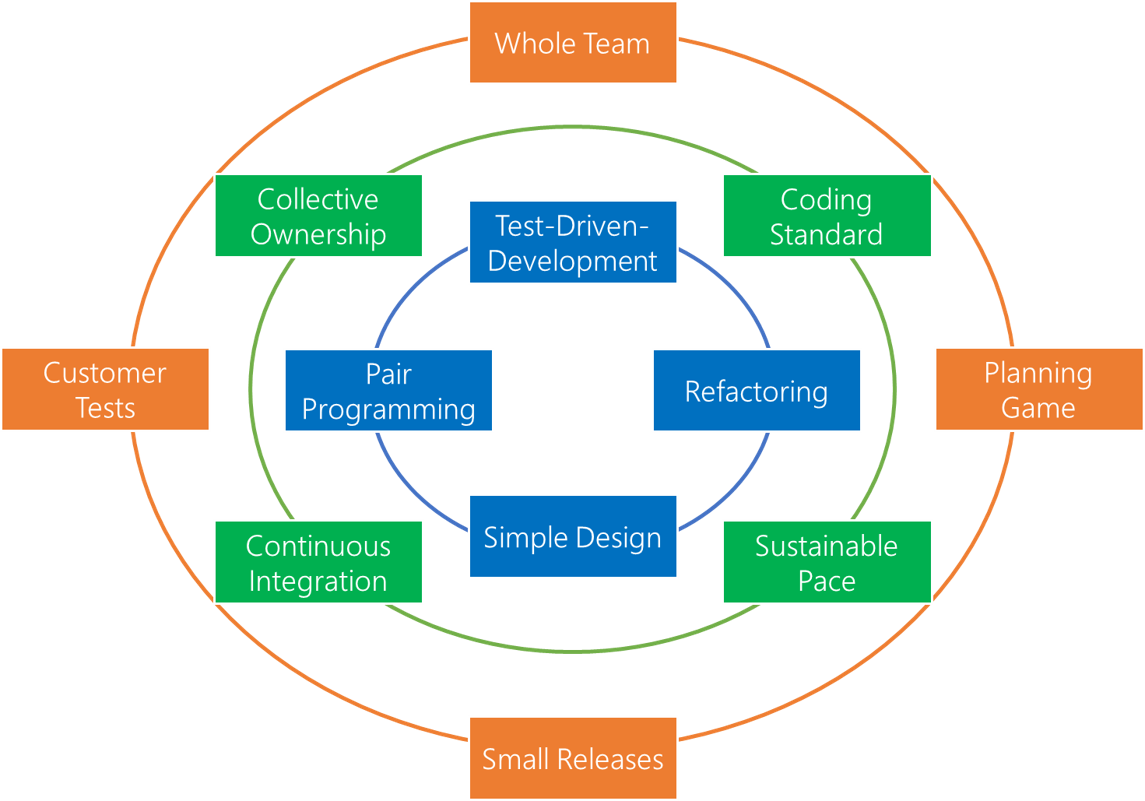 Whole Team
Collective
Ownership
Coding
Standard
Test-Driven-
Development
Customer
Tests
Pair
Programming
Refactoring
Planning
Game
Continuous
Integration
Simple Design
Sustainable
Pace
Small Releases